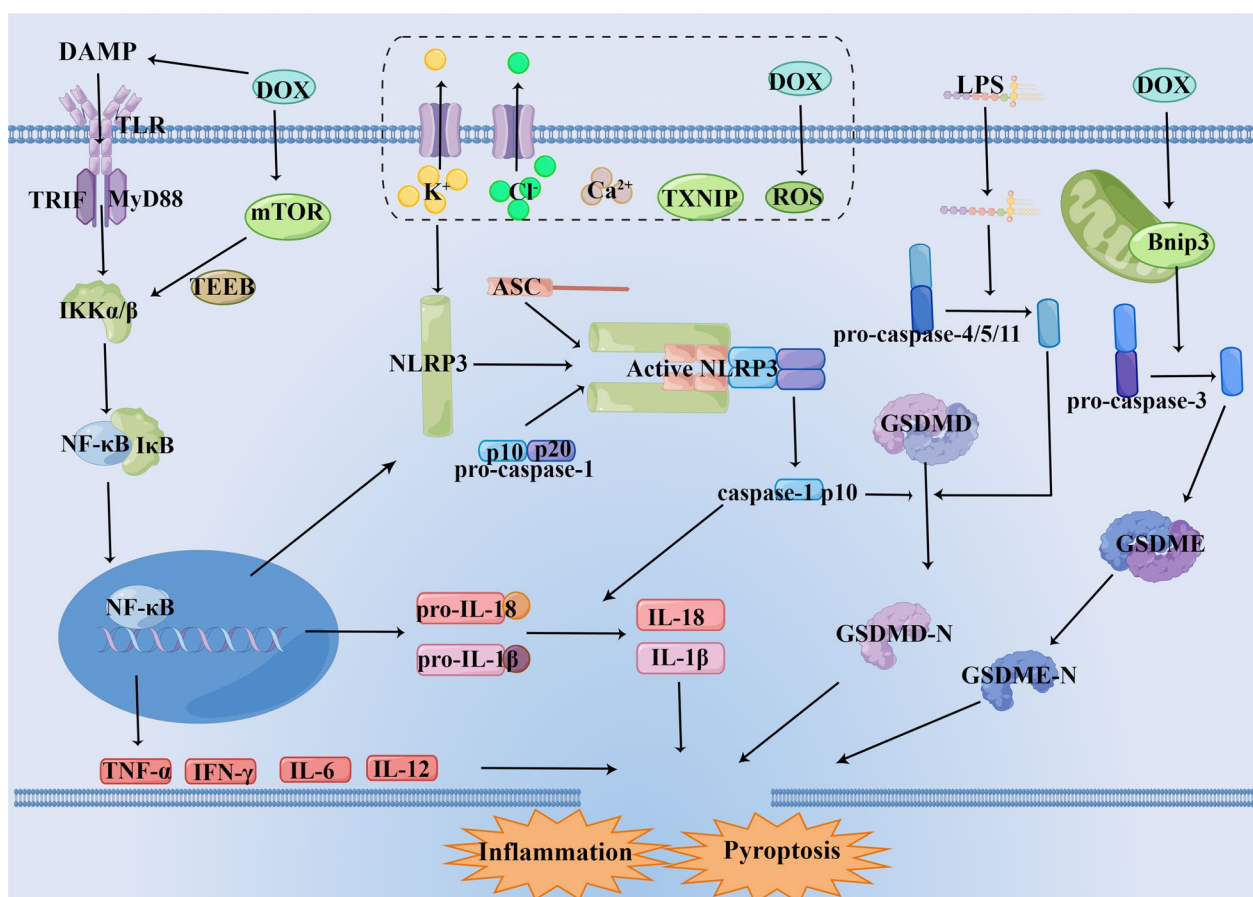 DAMP
DOX
DOX
LPS
DOX
TLR
TRIF
MyD88
mTOR
K⁺
Cl⁻
Ca²⁺
TXNIP
ROS
Bnip3
TEEB
IKKα/β
ASC
NLRP3
Active NLRP3
pro-caspase-4/5/11
pro-caspase-3
NF-κB
IκB
p10
p20
pro-caspase-1
GSDMD
caspase-1 p10
GSDME
NF-κB
pro-IL-18
IL-18
pro-IL-1β
IL-1β
GSDMD-N
GSDME-N
TNF-α
IFN-γ
IL-6
IL-12
Inflammation
Pyroptosis